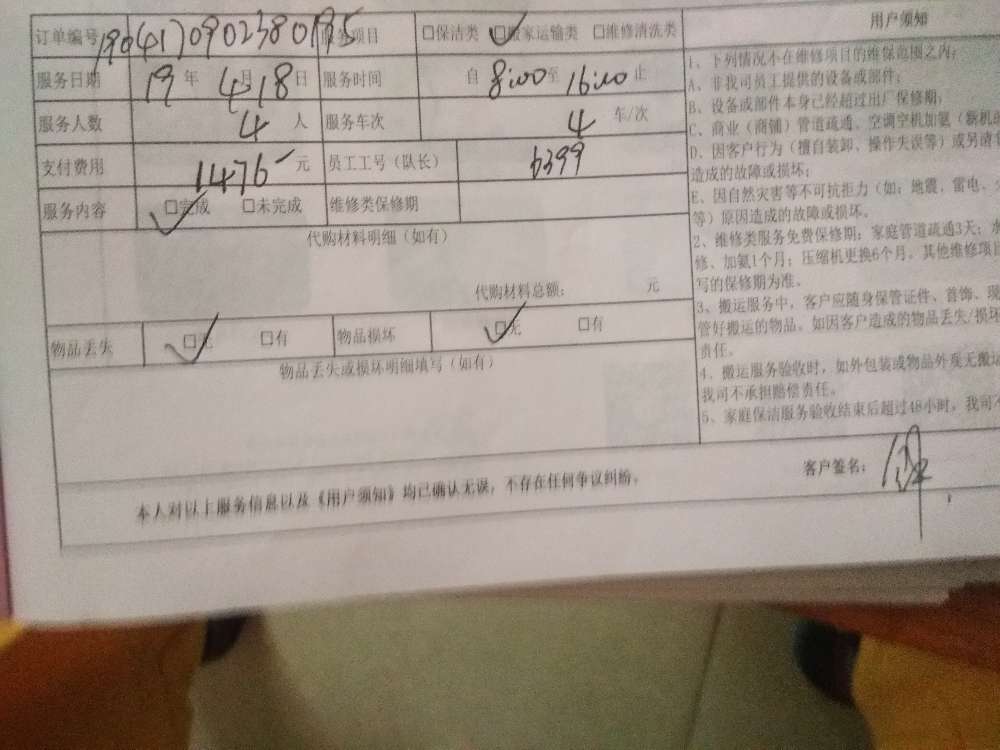 订单编号 1904170902380195 服务项目 □保洁类 ☑搬家运输类 □维修清洗类
服务日期 19 年 4月18日 服务时间 自 8:00 至 16:00 止
服务人数 4 人 服务车次 4 车/次
支付费用 1476 元 员工工号(队长) 6399
服务内容 ☑完成 □未完成 维修类保修期
代购材料明细(如有)
代购材料总额: 元
物品丢失 ☑无 □有 物品损坏 ☑无 □有
物品丢失或损坏明细填写(如有)
用户须知
1、下列情况不在维修项目的维保范围之内:
A、非我司员工提供的设备或部件;
B、设备或部件本身已经超过出厂保修期;
C、商业(商铺)管道疏通、空调空机加氨(新机
D、因客户行为(擅自装卸、操作失误等)或另请
造成的故障或损坏;
E、因自然灾害等不可抗拒力(如:地震、雷电、
等)原因造成的故障或损坏。
2、维修类服务免费保修期:家庭管道疏通3天;水
修、加氨1个月;压缩机更换6个月。其他维修项目
写的保修期为准。
3、搬运服务中,客户应随身保管证件、首饰、现
管好搬运的物品。如因客户造成的物品丢失/损坏
责任。
4、搬运服务验收时,如外包装或物品外观无搬运
我司不承担赔偿责任。
5、家庭保洁服务验收结束后超过48小时,我司不
客户签名:
本人对以上服务信息以及《用户须知》均已确认无误,不存在任何争议纠纷。